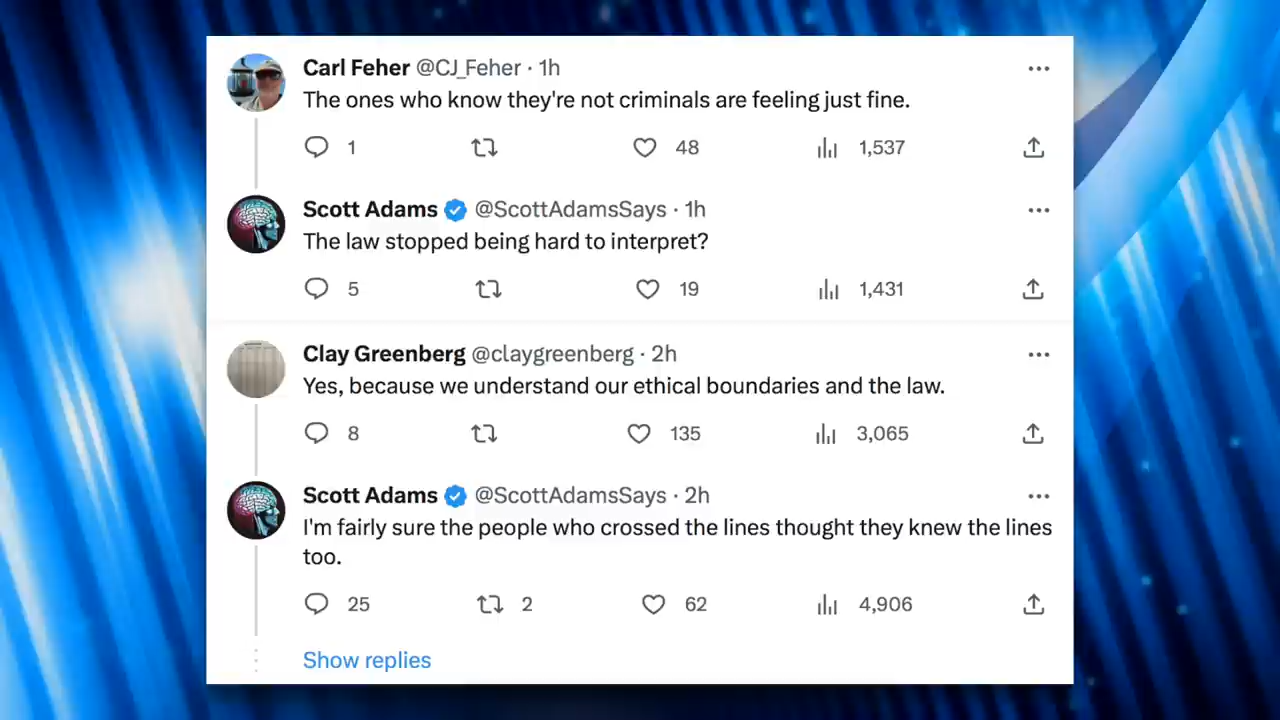 Carl Feher @CJ_Feher · 1h
The ones who know they're not criminals are feeling just fine.
1 48 1,537
Scott Adams @ScottAdamsSays · 1h
The law stopped being hard to interpret?
5 19 1,431
Clay Greenberg @claygreenberg · 2h
Yes, because we understand our ethical boundaries and the law.
8 135 3,065
Scott Adams @ScottAdamsSays · 2h
I'm fairly sure the people who crossed the lines thought they knew the lines
too.
25 2 62 4,906
Show replies